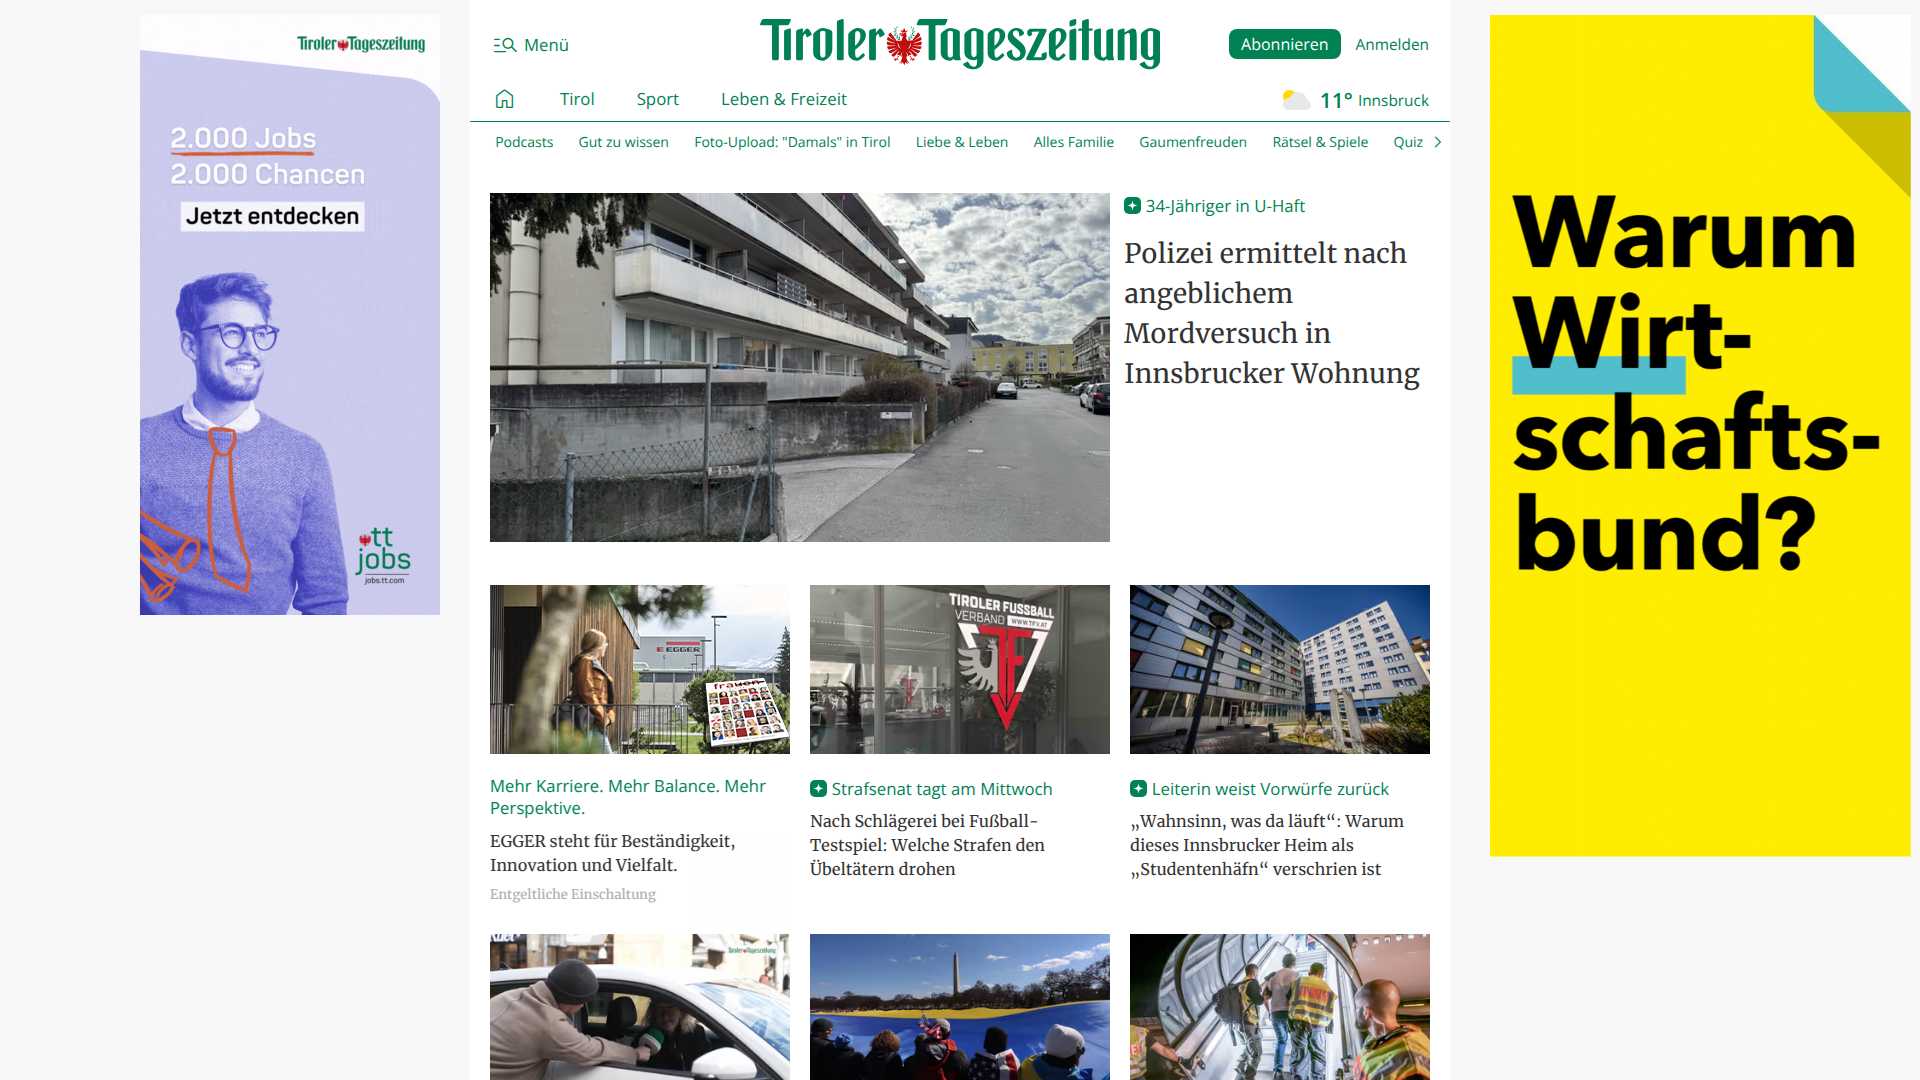 Tiroler Tageszeitung
2.000 Jobs
2.000 Chancen
Jetzt entdecken
tt
jobs
jobs.tt.com
Menü
Tiroler Tageszeitung
Abonnieren
Anmelden
Tirol
Sport
Leben & Freizeit
11° Innsbruck
Podcasts
Gut zu wissen
Foto-Upload: "Damals" in Tirol
Liebe & Leben
Alles Familie
Gaumenfreuden
Rätsel & Spiele
Quiz
34-Jähriger in U-Haft
Polizei ermittelt nach
angeblichem
Mordversuch in
Innsbrucker Wohnung
E EGGER
frauen
Mehr Karriere. Mehr Balance. Mehr
Perspektive.
EGGER steht für Beständigkeit,
Innovation und Vielfalt.
Entgeltliche Einschaltung
TIROLER FUSSBALL
VERBAND WWW.TFV.AT
Strafsenat tagt am Mittwoch
Nach Schlägerei bei Fußball-
Testspiel: Welche Strafen den
Übeltätern drohen
Leiterin weist Vorwürfe zurück
„Wahnsinn, was da läuft“: Warum
dieses Innsbrucker Heim als
„Studentenhäfn“ verschrien ist
Tiroler Tageszeitung
Warum
Wirt-
schafts-
bund?